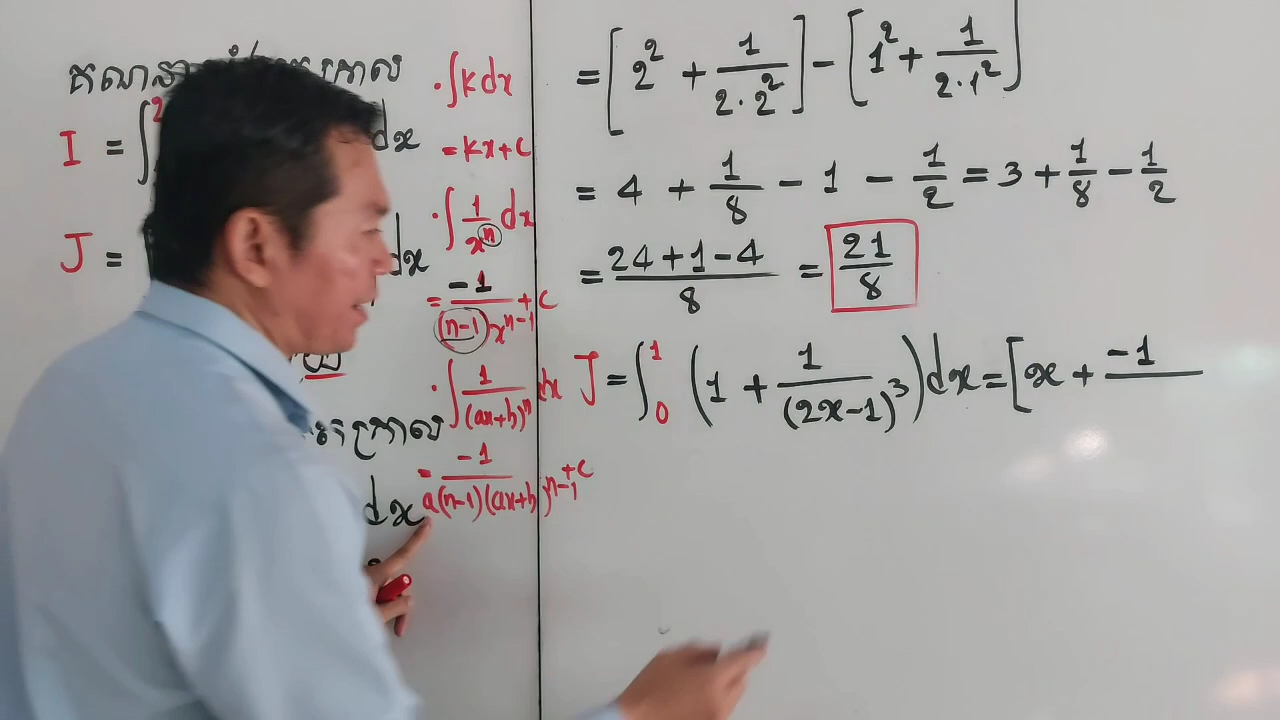 I = ∫ dx
J = dx
dx
· ∫ k dx
= kx + c
· ∫ 1/xⁿ dx
= -1/((n-1)xⁿ⁻¹) + c
· ∫ 1/(ax+b)ⁿ dx
= -1/(a(n-1)(ax+b)ⁿ⁻¹) + c
= [2² + 1/(2·2²)] - [1² + 1/(2·1²)]
= 4 + 1/8 - 1 - 1/2 = 3 + 1/8 - 1/2
= (24+1-4)/8 = 21/8
J = ∫₀¹ (1 + 1/(2x-1)³) dx = [x + -1/